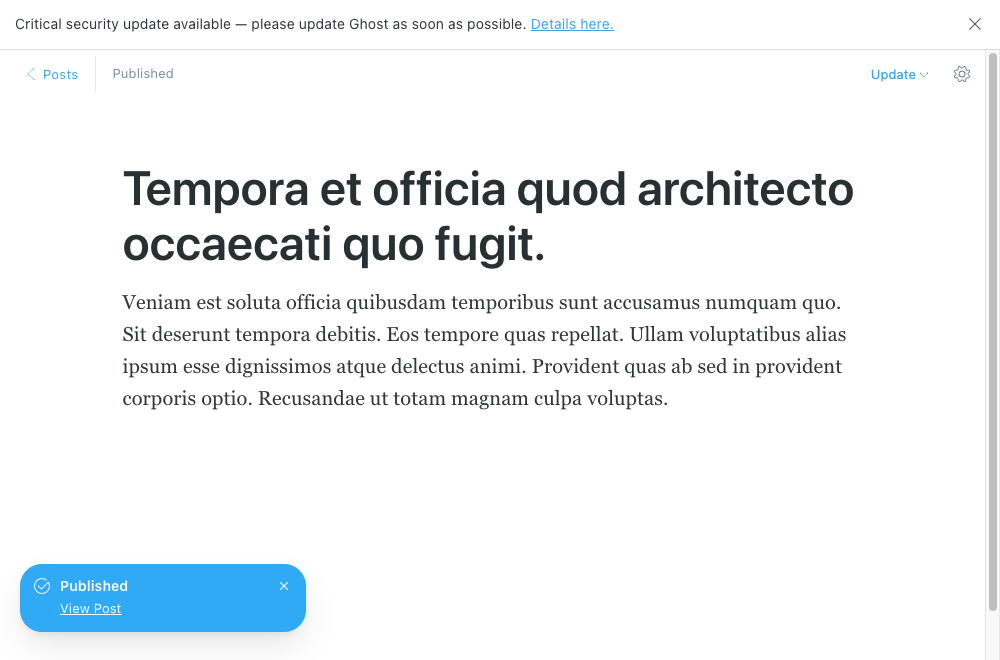 Critical security update available — please update Ghost as soon as possible. Details here.
Posts
Published
Update
Tempora et officia quod architecto
occaecati quo fugit.
Veniam est soluta officia quibusdam temporibus sunt accusamus numquam quo.
Sit deserunt tempora debitis. Eos tempore quas repellat. Ullam voluptatibus alias
ipsum esse dignissimos atque delectus animi. Provident quas ab sed in provident
corporis optio. Recusandae ut totam magnam culpa voluptas.
Published
View Post